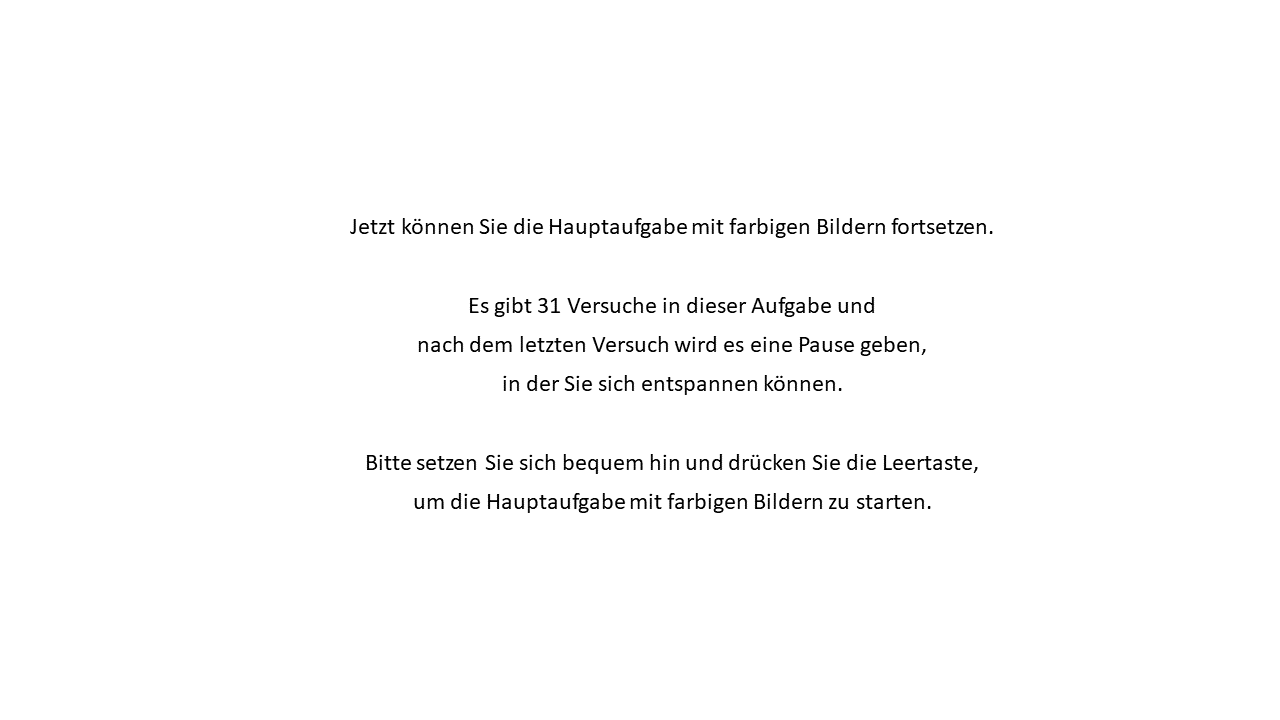 Jetzt können Sie die Hauptaufgabe mit farbigen Bildern fortsetzen.
Es gibt 31 Versuche in dieser Aufgabe und
nach dem letzten Versuch wird es eine Pause geben,
in der Sie sich entspannen können.
Bitte setzen Sie sich bequem hin und drücken Sie die Leertaste,
um die Hauptaufgabe mit farbigen Bildern zu starten.